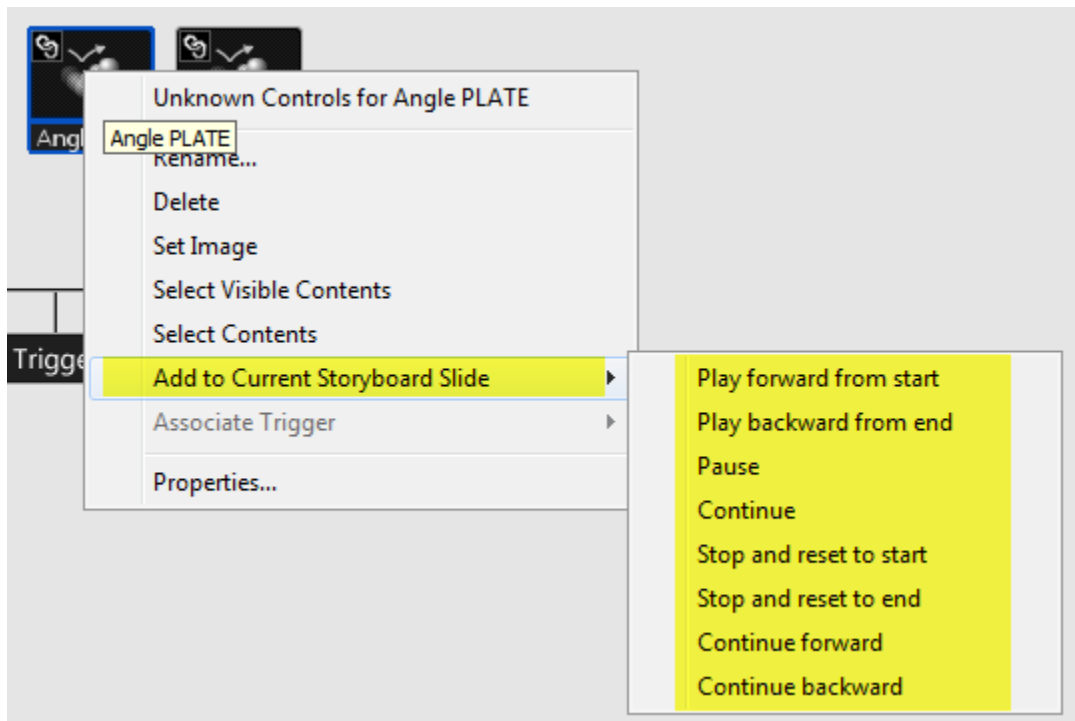 Unknown Controls for Angle PLATE
Angl
Angle PLATE
Rename...
Delete
Set Image
Select Visible Contents
Select Contents
Trigge
Add to Current Storyboard Slide
Associate Trigger
Properties...
Play forward from start
Play backward from end
Pause
Continue
Stop and reset to start
Stop and reset to end
Continue forward
Continue backward